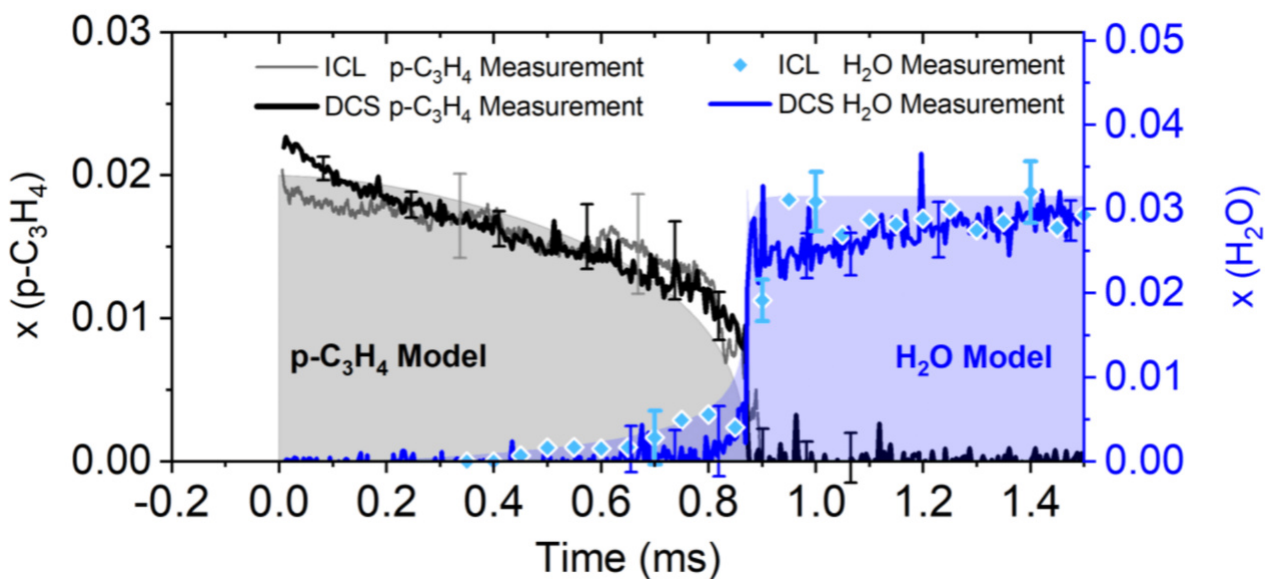 0.03
0.02
0.01
0.00
x (p-C₃H₄)
ICL p-C₃H₄ Measurement
DCS p-C₃H₄ Measurement
ICL H₂O Measurement
DCS H₂O Measurement
p-C₃H₄ Model
H₂O Model
0.05
0.04
0.03
0.02
0.01
0.00
x (H₂O)
-0.2 0.0 0.2 0.4 0.6 0.8 1.0 1.2 1.4
Time (ms)